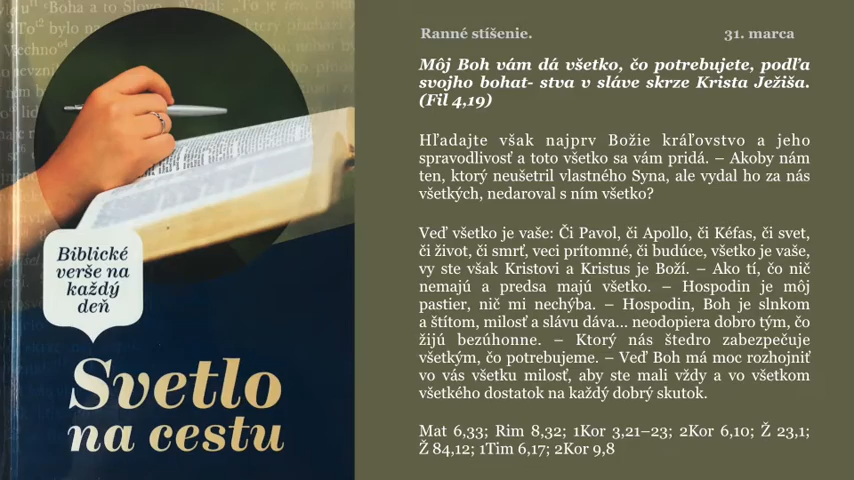 Biblické
verše na
každý
deň
Svetlo
na cestu
Ranné stíšenie. 31. marca
Môj Boh vám dá všetko, čo potrebujete, podľa
svojho bohat- stva v sláve skrze Krista Ježiša.
(Fil 4,19)
Hľadajte však najprv Božie kráľovstvo a jeho
spravodlivosť a toto všetko sa vám pridá. – Akoby nám
ten, ktorý neušetril vlastného Syna, ale vydal ho za nás
všetkých, nedaroval s ním všetko?
Veď všetko je vaše: Či Pavol, či Apollo, či Kéfas, či svet,
či život, či smrť, veci prítomné, či budúce, všetko je vaše,
vy ste však Kristovi a Kristus je Boží. – Ako tí, čo nič
nemajú a predsa majú všetko. – Hospodin je môj
pastier, nič mi nechýba. – Hospodin, Boh je slnkom
a štítom, milosť a slávu dáva... neodopiera dobro tým, čo
žijú bezúhonne. – Ktorý nás štedro zabezpečuje
všetkým, čo potrebujeme. – Veď Boh má moc rozhojniť
vo vás všetku milosť, aby ste mali vždy a vo všetkom
všetkého dostatok na každý dobrý skutok.
Mat 6,33; Rim 8,32; 1Kor 3,21–23; 2Kor 6,10; Ž 23,1;
Ž 84,12; 1Tim 6,17; 2Kor 9,8